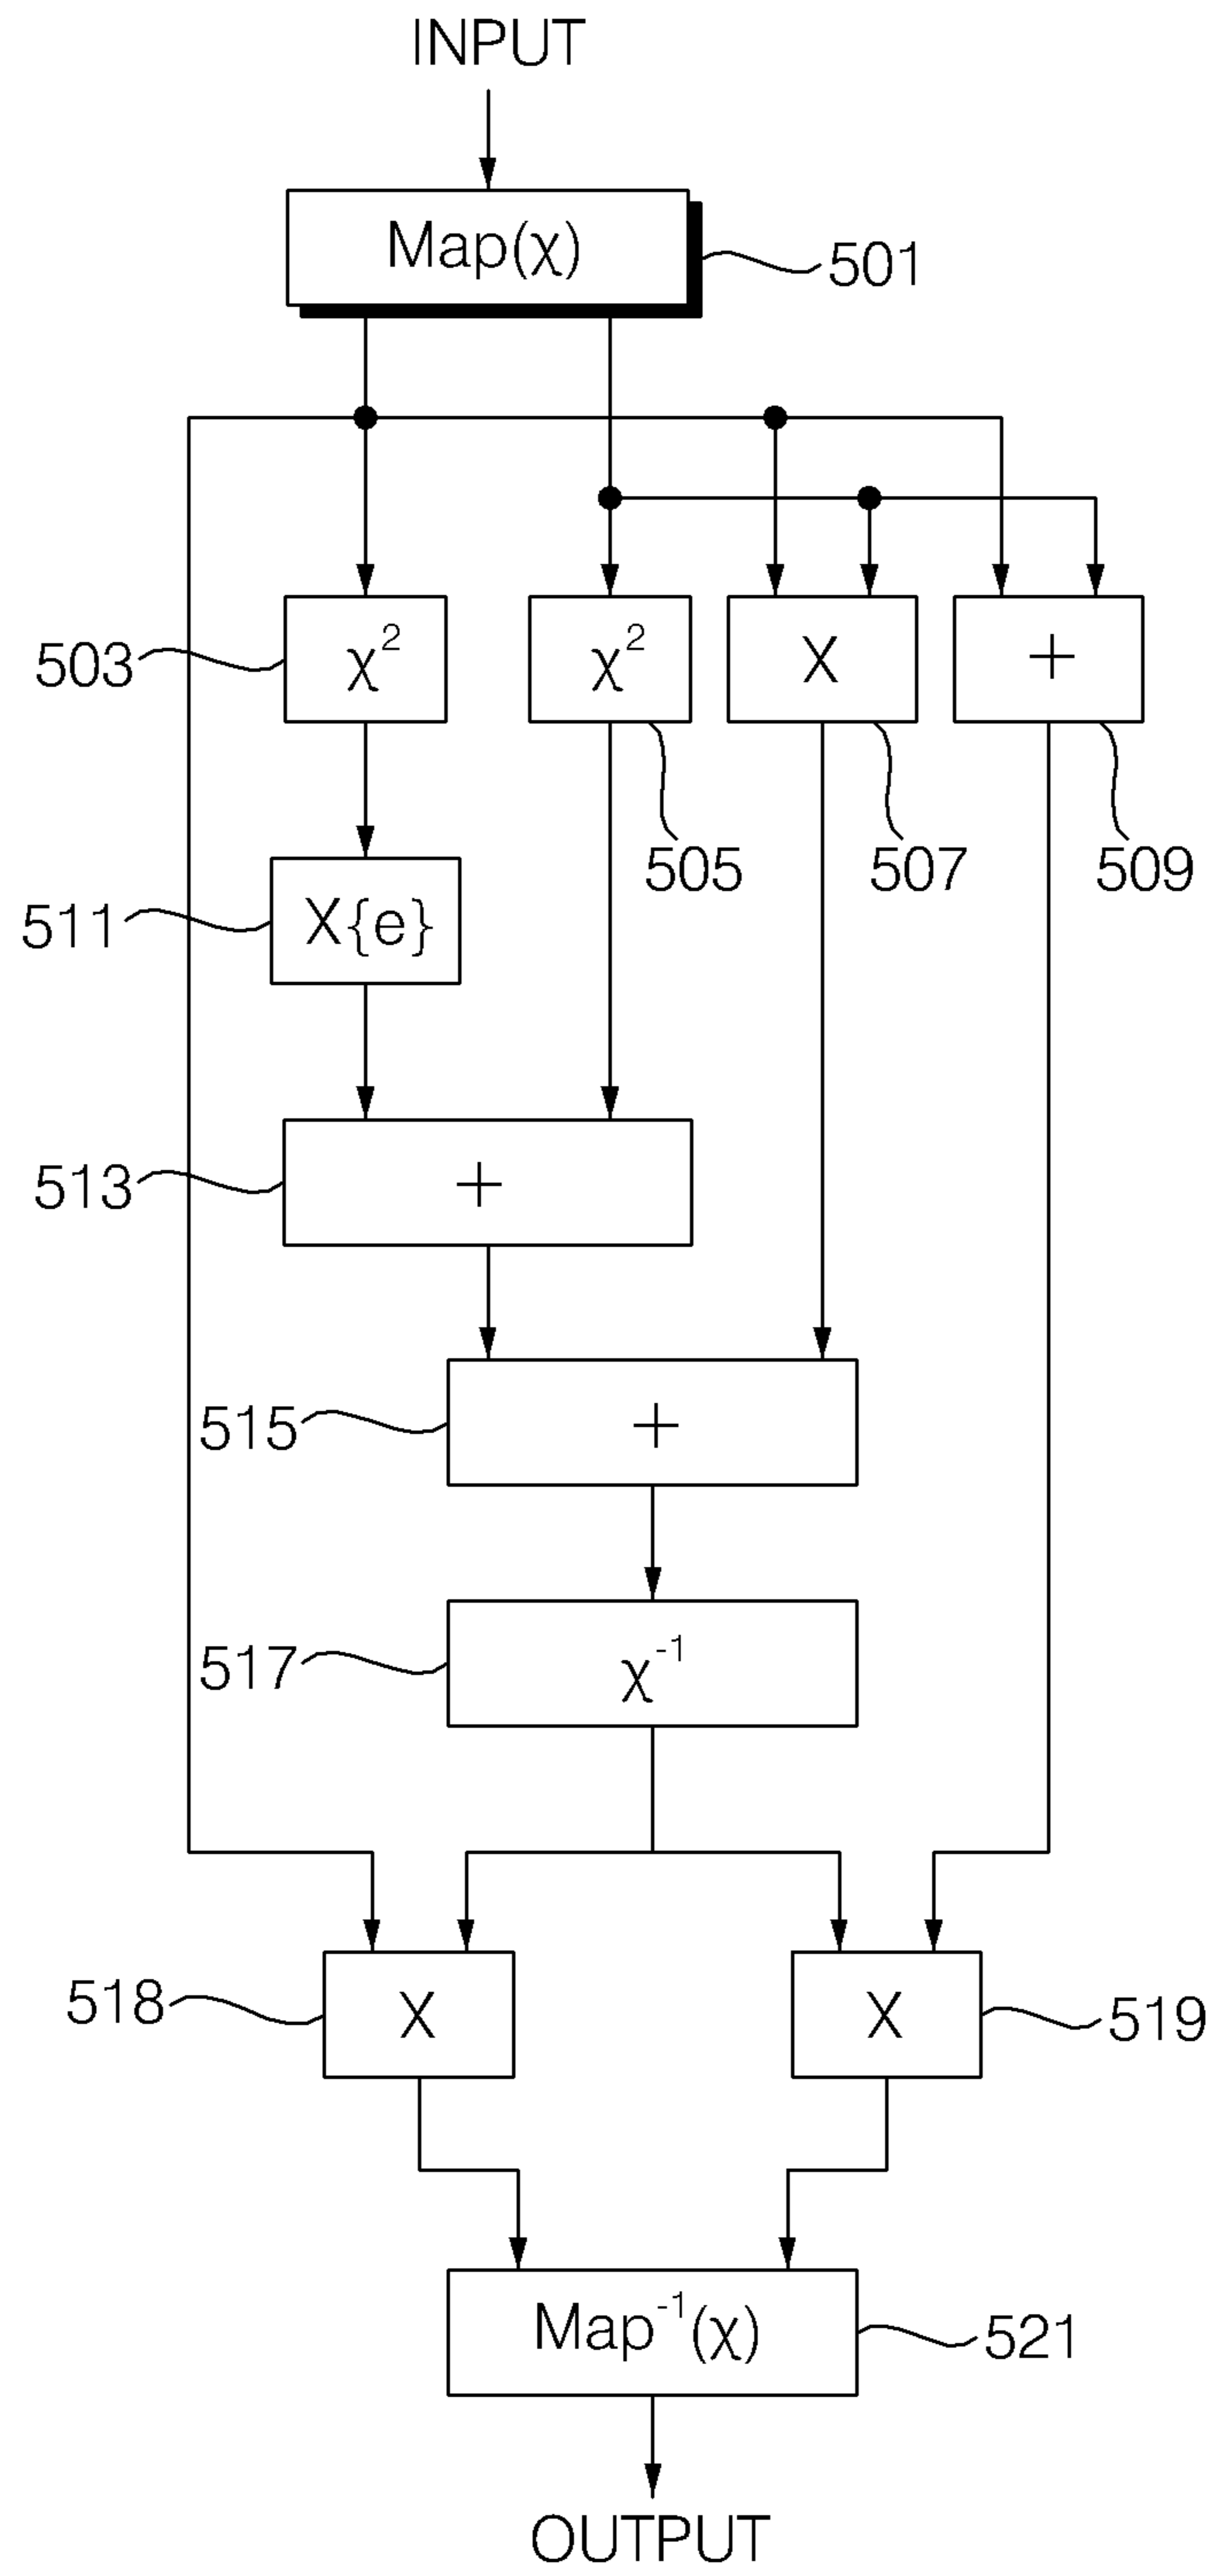 INPUT
Map(χ)
501
503
χ²
χ²
X
+
505
507
509
511
X{e}
513
+
515
+
517
χ⁻¹
518
X
X
519
Map⁻¹(χ)
521
OUTPUT